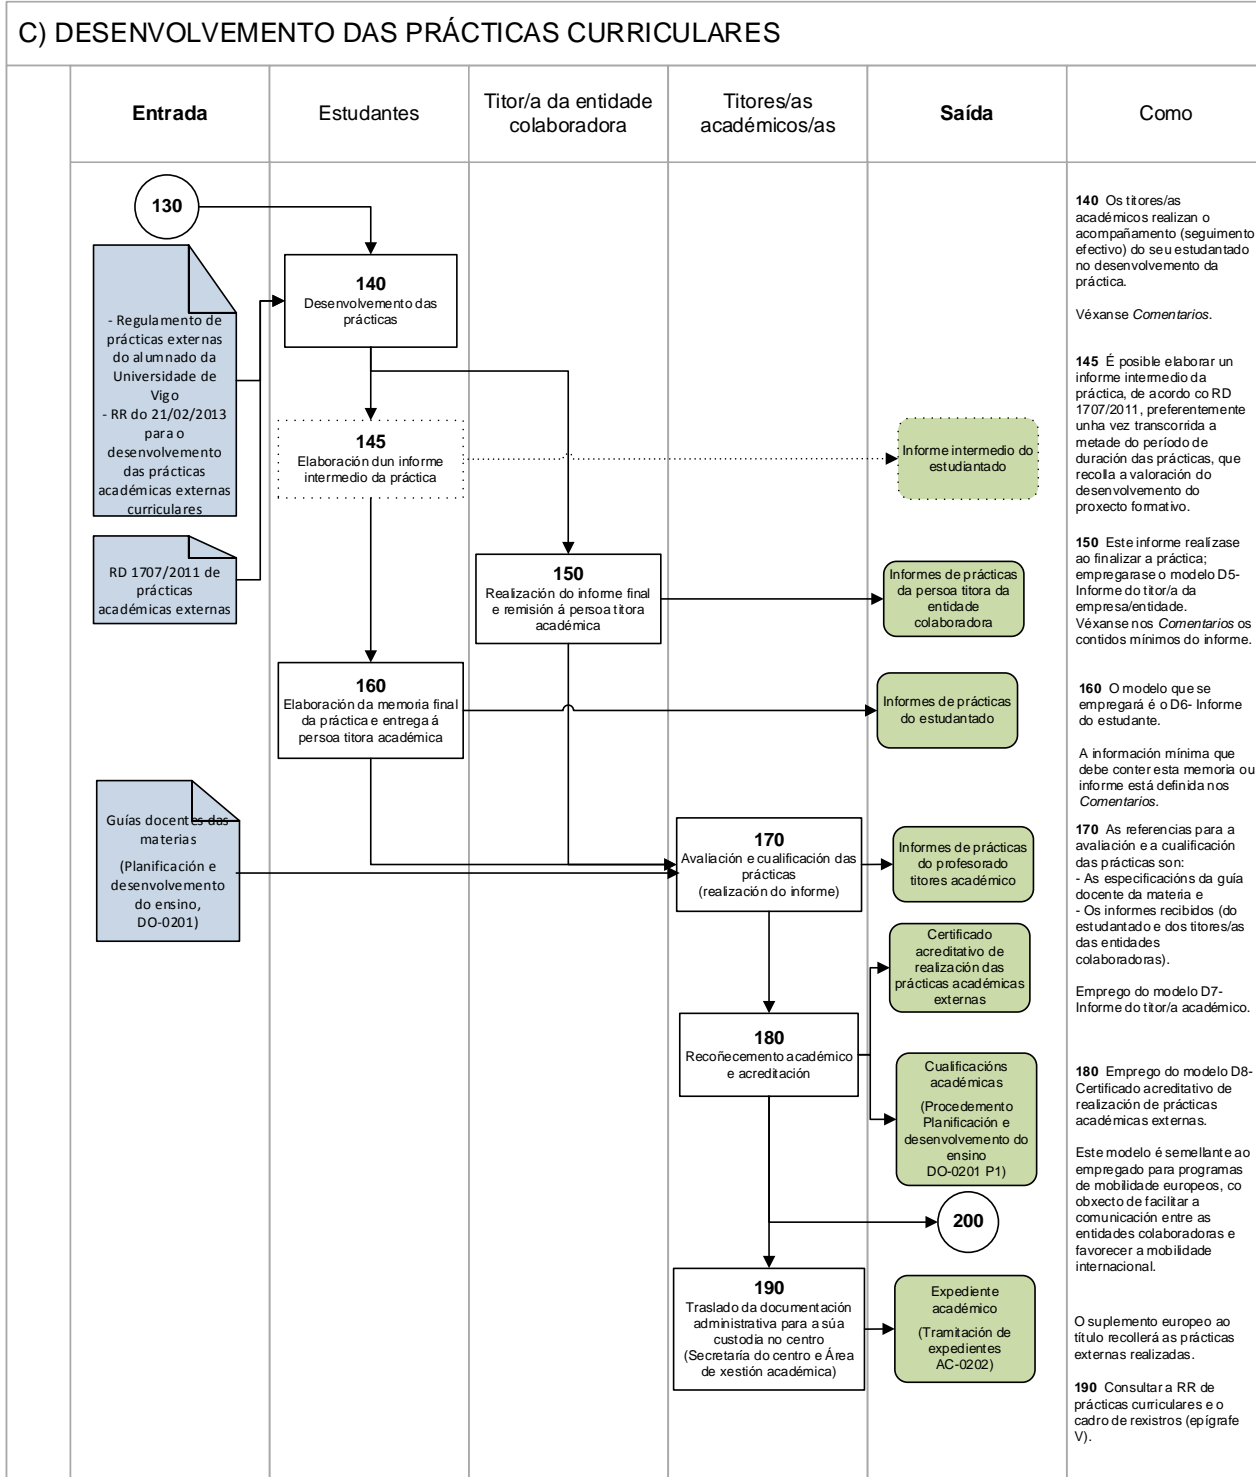 C) DESENVOLVEMENTO DAS PRÁCTICAS CURRICULARES
Entrada
Estudantes
Titor/a da entidade
colaboradora
Titores/as
académicos/as
Saída
Como
130
- Regulamento de
prácticas externas
do alumnado da
Universidade de
Vigo
- RR do 21/02/2013
para o
desenvolvemento
das prácticas
académicas externas
curriculares
RD 1707/2011 de
prácticas
académicas externas
Guías docentes das
materias
(Planificación e
desenvolvemento
do ensino,
DO-0201)
140
Desenvolvemento das
prácticas
145
Elaboración dun informe
intermedio da práctica
160
Elaboración da memoria final
da práctica e entrega á
persoa titora académica
150
Realización do informe final
e remisión á persoa titora
académica
170
Avaliación e cualificación das
prácticas
(realización do informe)
180
Recoñecemento académico
e acreditación
190
Traslado da documentación
administrativa para a súa
custodia no centro
(Secretaría do centro e Área
de xestión académica)
Informe intermedio do
estudiantado
Informes de prácticas
da persoa titora da
entidade
colaboradora
Informes de prácticas
do estudantado
Informes de prácticas
do profesorado
titores académico
Certificado
acreditativo de
realización das
prácticas académicas
externas
Cualificacións
académicas
(Procedemento
Planificación e
desenvolvemento do
ensino
DO-0201 P1)
200
Expediente
académico
(Tramitación de
expedientes
AC-0202)
140 Os titores/as
académicos realizan o
acompañamento (seguimento
efectivo) do seu estudantado
no desenvolvemento da
práctica.
Véxanse Comentarios.
145 É posible elaborar un
informe intermedio da
práctica, de acordo co RD
1707/2011, preferentemente
unha vez transcorrida a
metade do período de
duración das prácticas, que
recolla a valoración do
desenvolvemento do
proxecto formativo.
150 Este informe realízase
ao finalizar a práctica;
empregarase o modelo D5-
Informe do titor/a da
empresa/entidade.
Véxanse nos Comentarios os
contidos mínimos do informe.
160 O modelo que se
empregará é o D6- Informe
do estudante.
A información mínima que
debe conter esta memoria ou
informe está definida nos
Comentarios.
170 As referencias para a
avaliación e a cualificación
das prácticas son:
- As especificacións da guía
docente da materia e
- Os informes recibidos (do
estudantado e dos titores/as
das entidades
colaboradoras).
Emprego do modelo D7-
Informe do titor/a académico.
180 Emprego do modelo D8-
Certificado acreditativo de
realización de prácticas
académicas externas.
Este modelo é semellante ao
empregado para programas
de mobilidade europeos, co
obxecto de facilitar a
comunicación entre as
entidades colaboradoras e
favorecer a mobilidade
internacional.
O suplemento europeo ao
título recollerá as prácticas
externas realizadas.
190 Consultar a RR de
prácticas curriculares e o
cadro de rexistros (epígrafe
V).